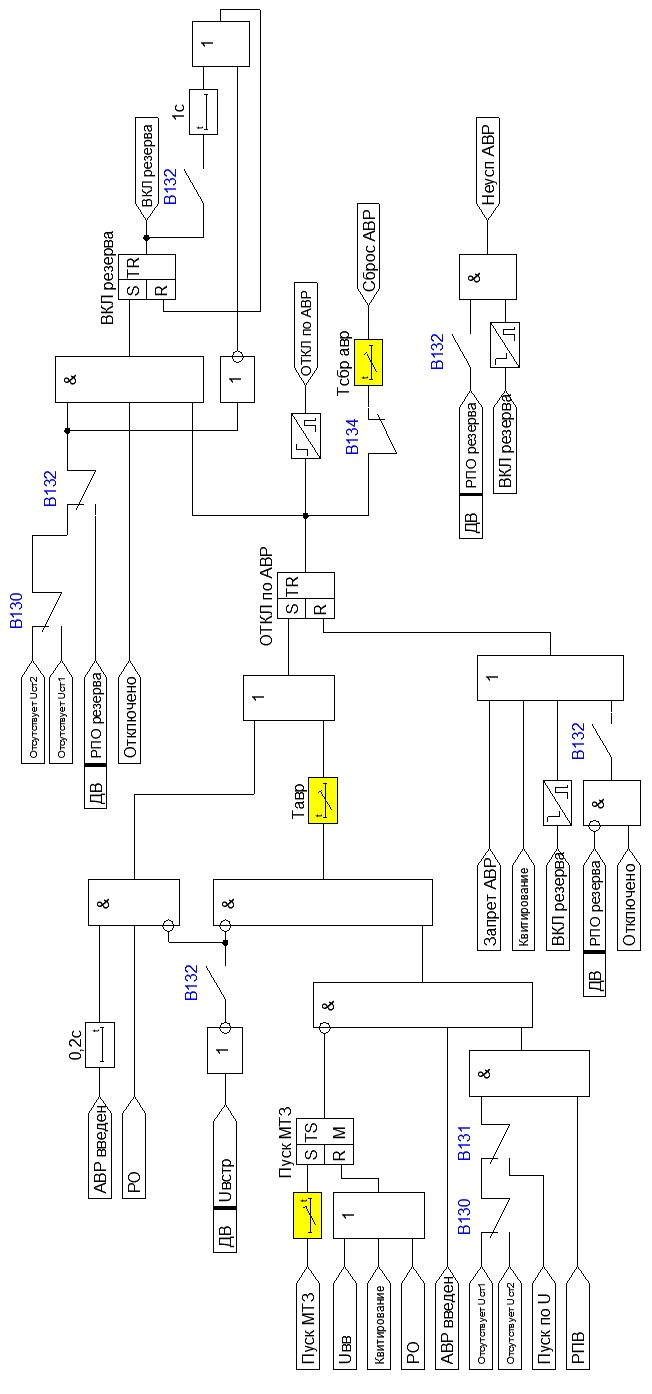 АВР введен
РО
0,2с
t
&
ДВ
Uвстр
1
В132
&
Пуск МТЗ
t
Uвв
Квитирование
РО
1
Пуск МТЗ
S
TS
R
M
АВР введен
&
Отсутствует Uст1
Отсутствует Uст2
Пуск по U
РПВ
В130
В131
&
Тавр
t
1
Запрет АВР
Квитирование
ВКЛ резерва
ДВ
РПО резерва
Отключено
&
В132
1
ОТКЛ по АВР
S
TR
R
Отсутствует Uст2
Отсутствует Uст1
ДВ
РПО резерва
Отключено
В130
В132
&
1
ВКЛ резерва
S
TR
R
ВКЛ резерва
В132
1с
t
1
ОТКЛ по АВР
В134
Тсбр авр
t
Сброс АВР
ДВ
РПО резерва
ВКЛ резерва
В132
&
Неусп АВР